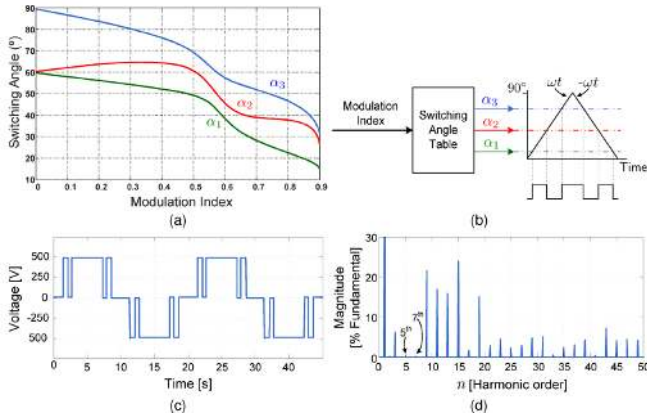 90
80
70
60
50
40
30
20
10
0
0.1
0.2
0.3
0.4
0.5
0.6
0.7
0.8
0.9
Switching Angle (º)
Modulation Index
α3
α2
α1
(a)
Modulation
Index
Switching
Angle
Table
α3
α2
α1
90°
ωt
-ωt
Time
(b)
500
250
0
250
500
Voltage [V]
0
10
20
30
40
Time [s]
(c)
30
20
10
0
Magnitude
[% Fundamental]
5th
7th
0
5
10
15
20
25
30
35
40
45
50
n [Harmonic order]
(d)